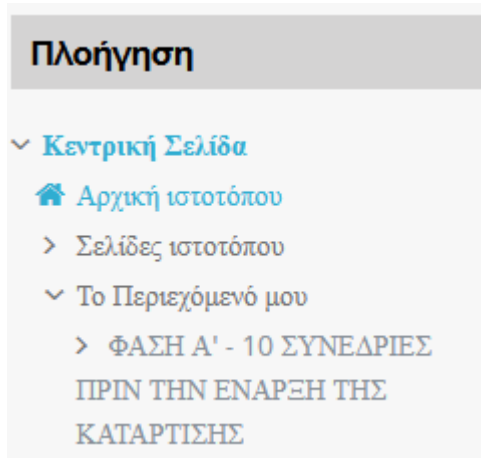 Πλοήγηση
Κεντρική Σελίδα
Αρχική ιστοτόπου
Σελίδες ιστοτόπου
Το Περιεχόμενό μου
ΦΑΣΗ Α' - 10 ΣΥΝΕΔΡΙΕΣ
ΠΡΙΝ ΤΗΝ ΕΝΑΡΞΗ ΤΗΣ
ΚΑΤΑΡΤΙΣΗΣ